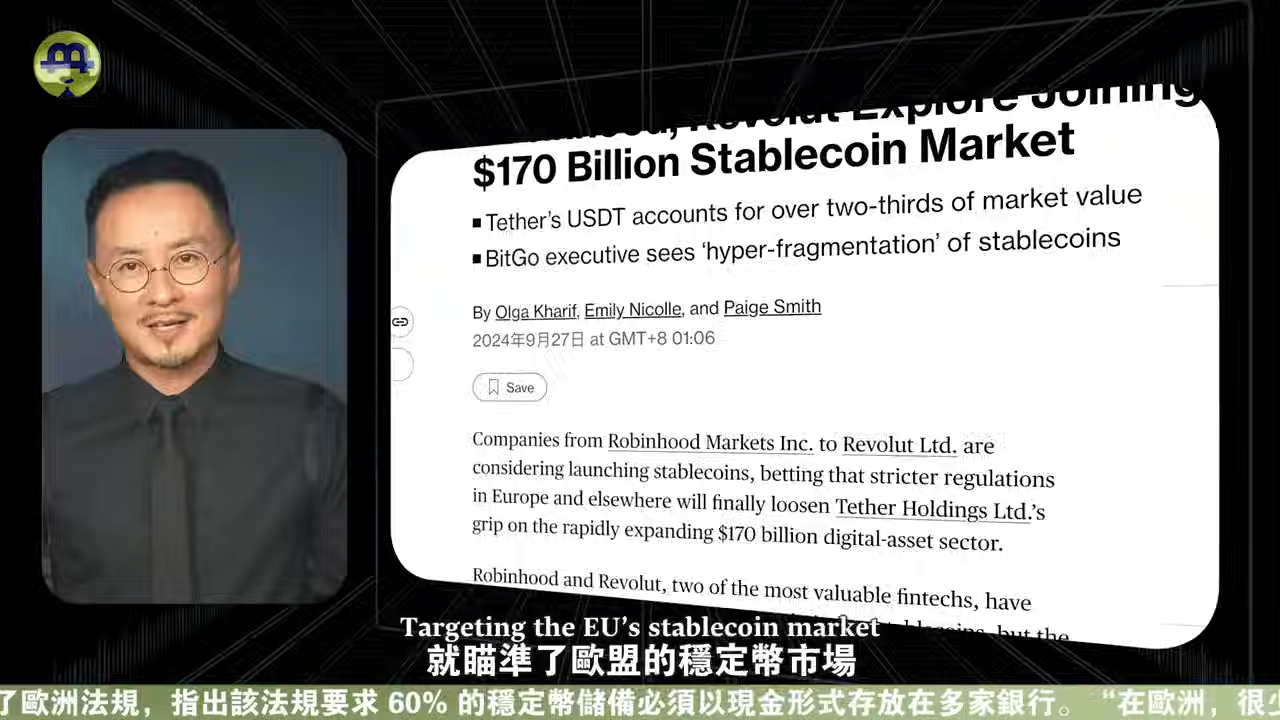 Revolut Explore Joining
$170 Billion Stablecoin Market
▪ Tether’s USDT accounts for over two-thirds of market value
▪ BitGo executive sees ‘hyper-fragmentation’ of stablecoins
By Olga Kharif, Emily Nicolle, and Paige Smith
2024年9月27日 at GMT+8 01:06
Save
Companies from Robinhood Markets Inc. to Revolut Ltd. are
considering launching stablecoins, betting that stricter regulations
in Europe and elsewhere will finally loosen Tether Holdings Ltd.’s
grip on the rapidly expanding $170 billion digital-asset sector.
Robinhood and Revolut, two of the most valuable fintechs, have
stablecoins, but the
Targeting the EU’s stablecoin market
就瞄準了歐盟的穩定幣市場
了歐洲法規，指出該法規要求 60% 的穩定幣儲備必須以現金形式存放在多家銀行。 “在歐洲，很